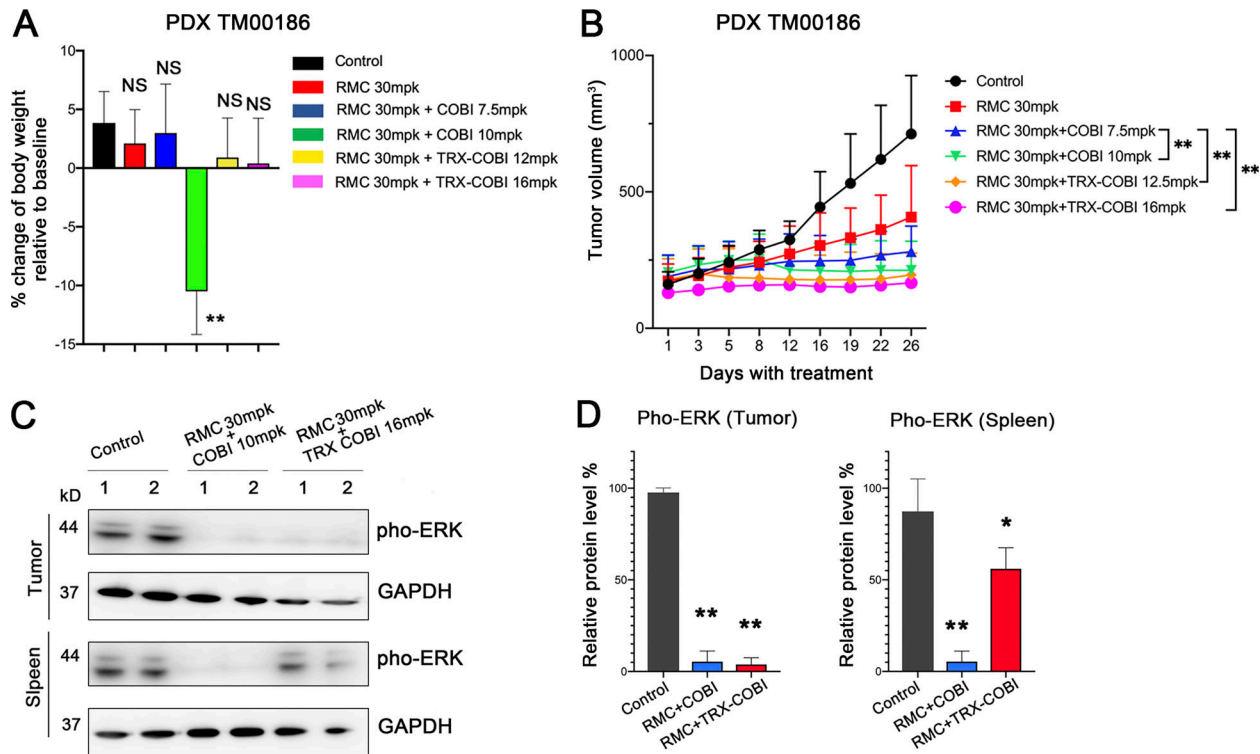 A
PDX TM00186
% change of body weight
relative to baseline
10
5
0
-5
-10
-15
NS
NS
**
NS
NS
Control
RMC 30mpk
RMC 30mpk + COBI 7.5mpk
RMC 30mpk + COBI 10mpk
RMC 30mpk + TRX-COBI 12mpk
RMC 30mpk + TRX-COBI 16mpk
B
PDX TM00186
Tumor volume (mm3)
1000
500
0
1 3 5 8 12 16 19 22 26
Days with treatment
Control
RMC 30mpk
RMC 30mpk+COBI 7.5mpk
RMC 30mpk+COBI 10mpk
RMC 30mpk+TRX-COBI 12.5mpk
RMC 30mpk+TRX-COBI 16mpk
**
**
**
C
Control
RMC 30mpk
+
COBI 10mpk
RMC 30mpk
+
TRX COBI 16mpk
kD 1 2 1 2 1 2
Tumor
44 pho-ERK
37 GAPDH
Slpeen
44 pho-ERK
37 GAPDH
D
Pho-ERK (Tumor)
Relative protein level %
100
50
0
**
**
Control
RMC+COBI
RMC+TRX-COBI
Pho-ERK (Spleen)
Relative protein level %
100
50
0
**
*
Control
RMC+COBI
RMC+TRX-COBI